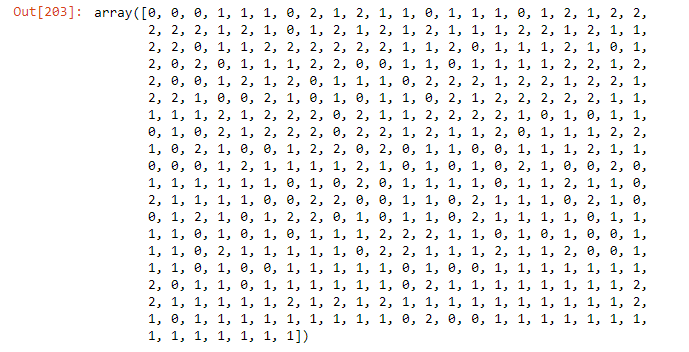 Out[203]: array([0, 0, 0, 1, 1, 1, 0, 2, 1, 2, 1, 1, 0, 1, 1, 1, 0, 1, 2, 1, 2, 2,
2, 2, 2, 1, 2, 1, 0, 1, 2, 1, 2, 1, 2, 1, 1, 1, 2, 2, 1, 2, 1, 1,
2, 2, 0, 1, 1, 2, 2, 2, 2, 2, 2, 1, 1, 2, 0, 1, 1, 1, 2, 1, 0, 1,
2, 0, 2, 0, 1, 1, 1, 2, 2, 0, 0, 1, 1, 0, 1, 1, 1, 1, 2, 2, 1, 2,
2, 0, 0, 1, 2, 1, 2, 0, 1, 1, 1, 0, 2, 2, 2, 1, 2, 2, 1, 2, 2, 1,
2, 2, 1, 0, 0, 2, 1, 0, 1, 0, 1, 1, 0, 2, 1, 2, 2, 2, 2, 2, 1, 1,
1, 1, 1, 2, 1, 2, 2, 2, 0, 2, 1, 1, 2, 2, 2, 2, 1, 0, 1, 0, 1, 1,
0, 1, 0, 2, 1, 2, 2, 2, 0, 2, 2, 1, 2, 1, 1, 2, 0, 1, 1, 1, 2, 2,
1, 0, 2, 1, 0, 0, 1, 2, 2, 0, 2, 0, 1, 1, 0, 0, 1, 1, 1, 2, 1, 1,
0, 0, 0, 1, 2, 1, 1, 1, 1, 2, 1, 0, 1, 0, 1, 0, 2, 1, 0, 0, 2, 0,
1, 1, 1, 1, 1, 1, 0, 1, 0, 2, 0, 1, 1, 1, 1, 0, 1, 1, 2, 1, 1, 0,
2, 1, 1, 1, 1, 0, 0, 2, 2, 0, 0, 1, 1, 0, 2, 1, 1, 1, 0, 2, 1, 0,
0, 1, 2, 1, 0, 1, 2, 2, 0, 1, 0, 1, 1, 0, 2, 1, 1, 1, 1, 0, 1, 1,
1, 1, 0, 1, 0, 1, 0, 1, 1, 1, 2, 2, 2, 1, 1, 0, 1, 0, 1, 0, 0, 1,
1, 1, 0, 2, 1, 1, 1, 1, 1, 0, 2, 2, 1, 1, 1, 2, 1, 1, 2, 0, 0, 1,
1, 1, 0, 1, 0, 0, 1, 1, 1, 1, 1, 0, 1, 0, 0, 1, 1, 1, 1, 1, 1, 1,
2, 0, 1, 1, 0, 1, 1, 1, 1, 1, 1, 0, 2, 1, 1, 1, 1, 1, 1, 1, 1, 2,
2, 1, 1, 1, 1, 1, 2, 1, 2, 1, 2, 1, 1, 1, 1, 1, 1, 1, 1, 1, 1, 2,
1, 0, 1, 1, 1, 1, 1, 1, 1, 1, 1, 0, 2, 0, 0, 1, 1, 1, 1, 1, 1, 1,
1, 1, 1, 1, 1, 1, 1])